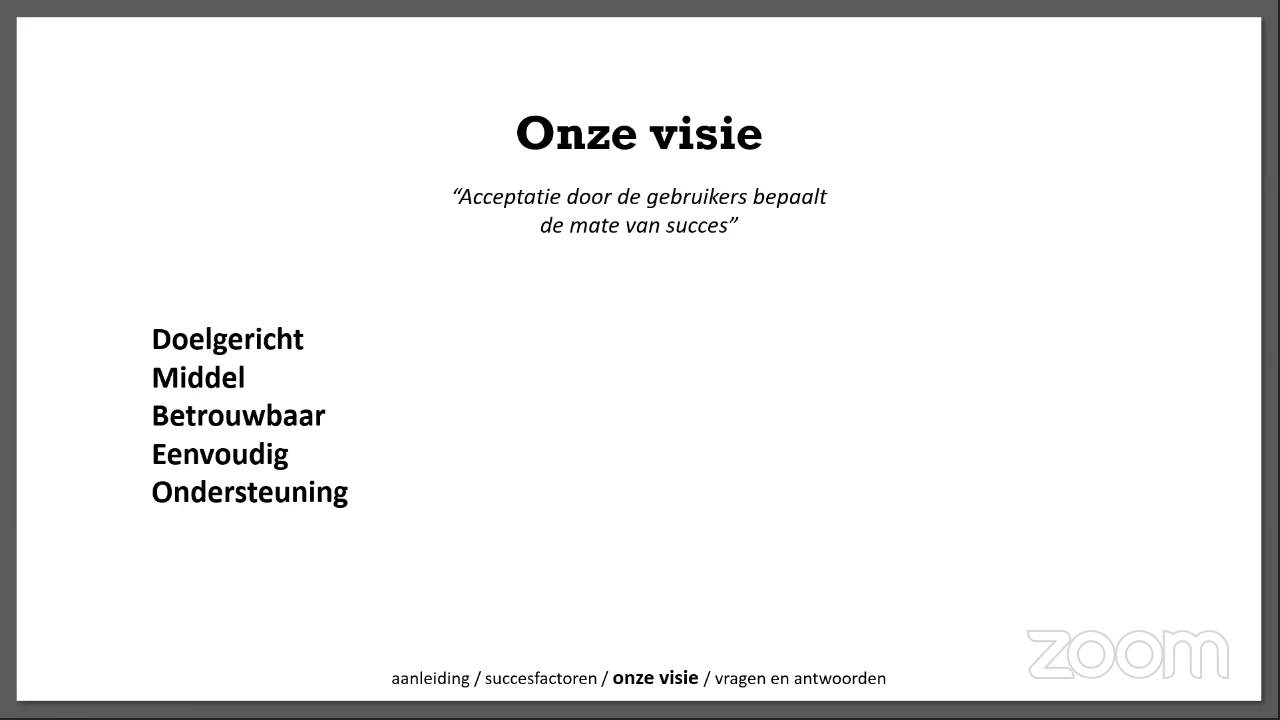 Onze visie
“Acceptatie door de gebruikers bepaalt
de mate van succes”
Doelgericht
Middel
Betrouwbaar
Eenvoudig
Ondersteuning
zoom
aanleiding / succesfactoren / onze visie / vragen en antwoorden